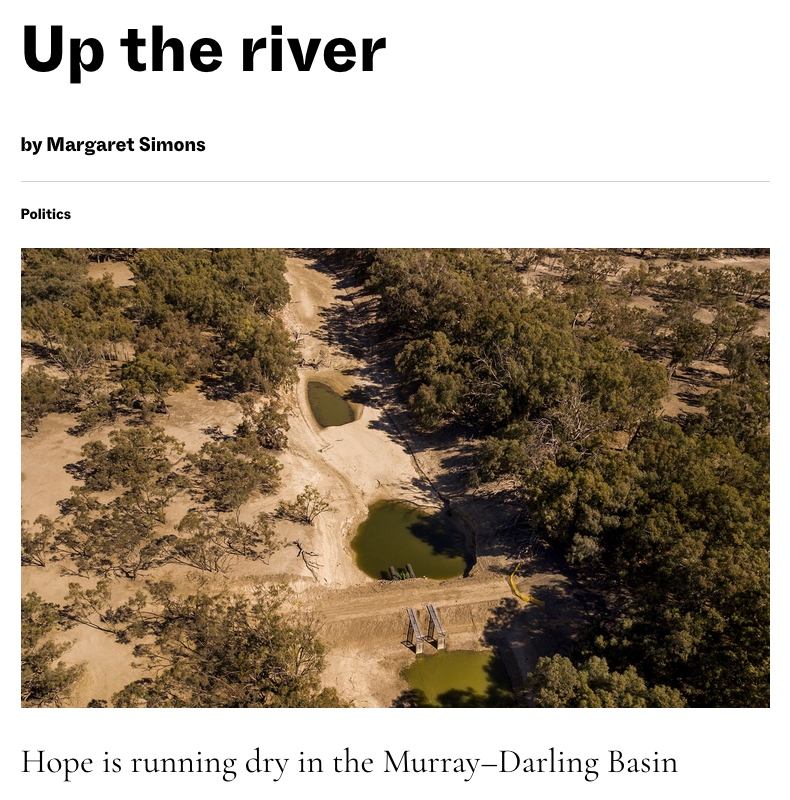 Up the river
by Margaret Simons
Politics
Hope is running dry in the Murray–Darling Basin